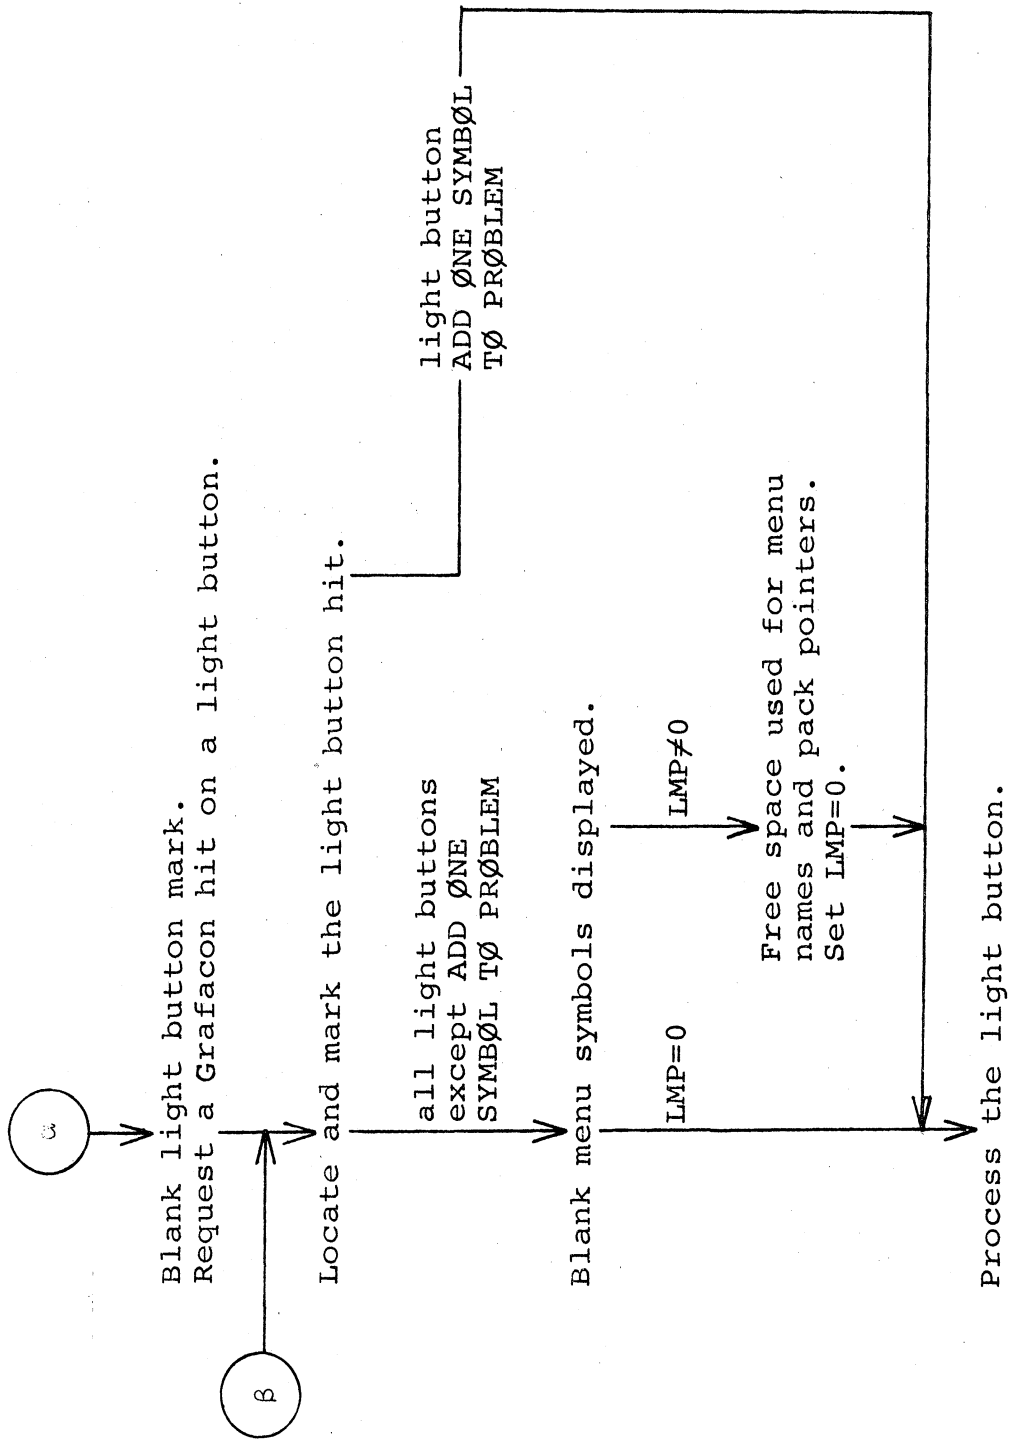 α
Blank light button mark.
Request a Grafacon hit on a light button.
β
Locate and mark the light button hit.
all light buttons
except ADD ØNE
SYMBØL TØ PRØBLEM
light button
ADD ØNE SYMBØL
TØ PRØBLEM
Blank menu symbols displayed.
LMP=0
LMP≠0
Free space used for menu
names and pack pointers.
Set LMP=0.
Process the light button.